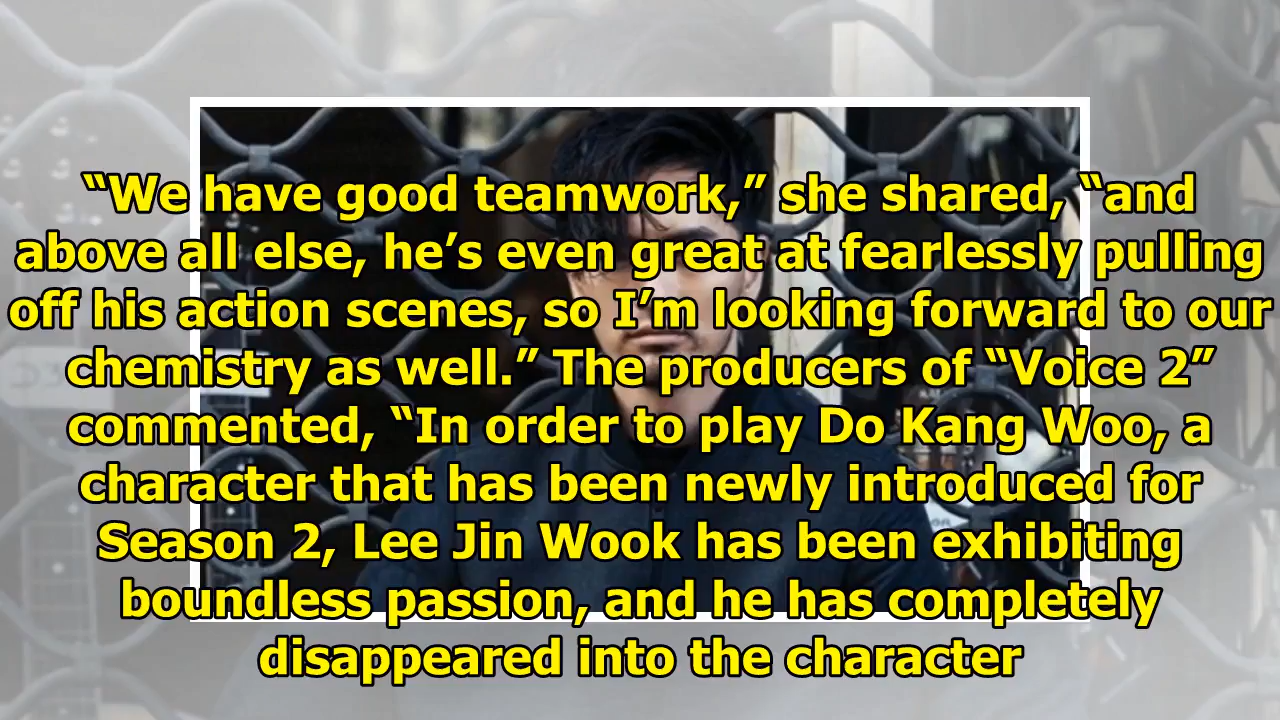 “We have good teamwork,” she shared, “and
above all else, he’s even great at fearlessly pulling
off his action scenes, so I’m looking forward to our
chemistry as well.” The producers of “Voice 2”
commented, “In order to play Do Kang Woo, a
character that has been newly introduced for
Season 2, Lee Jin Wook has been exhibiting
boundless passion, and he has completely
disappeared into the character